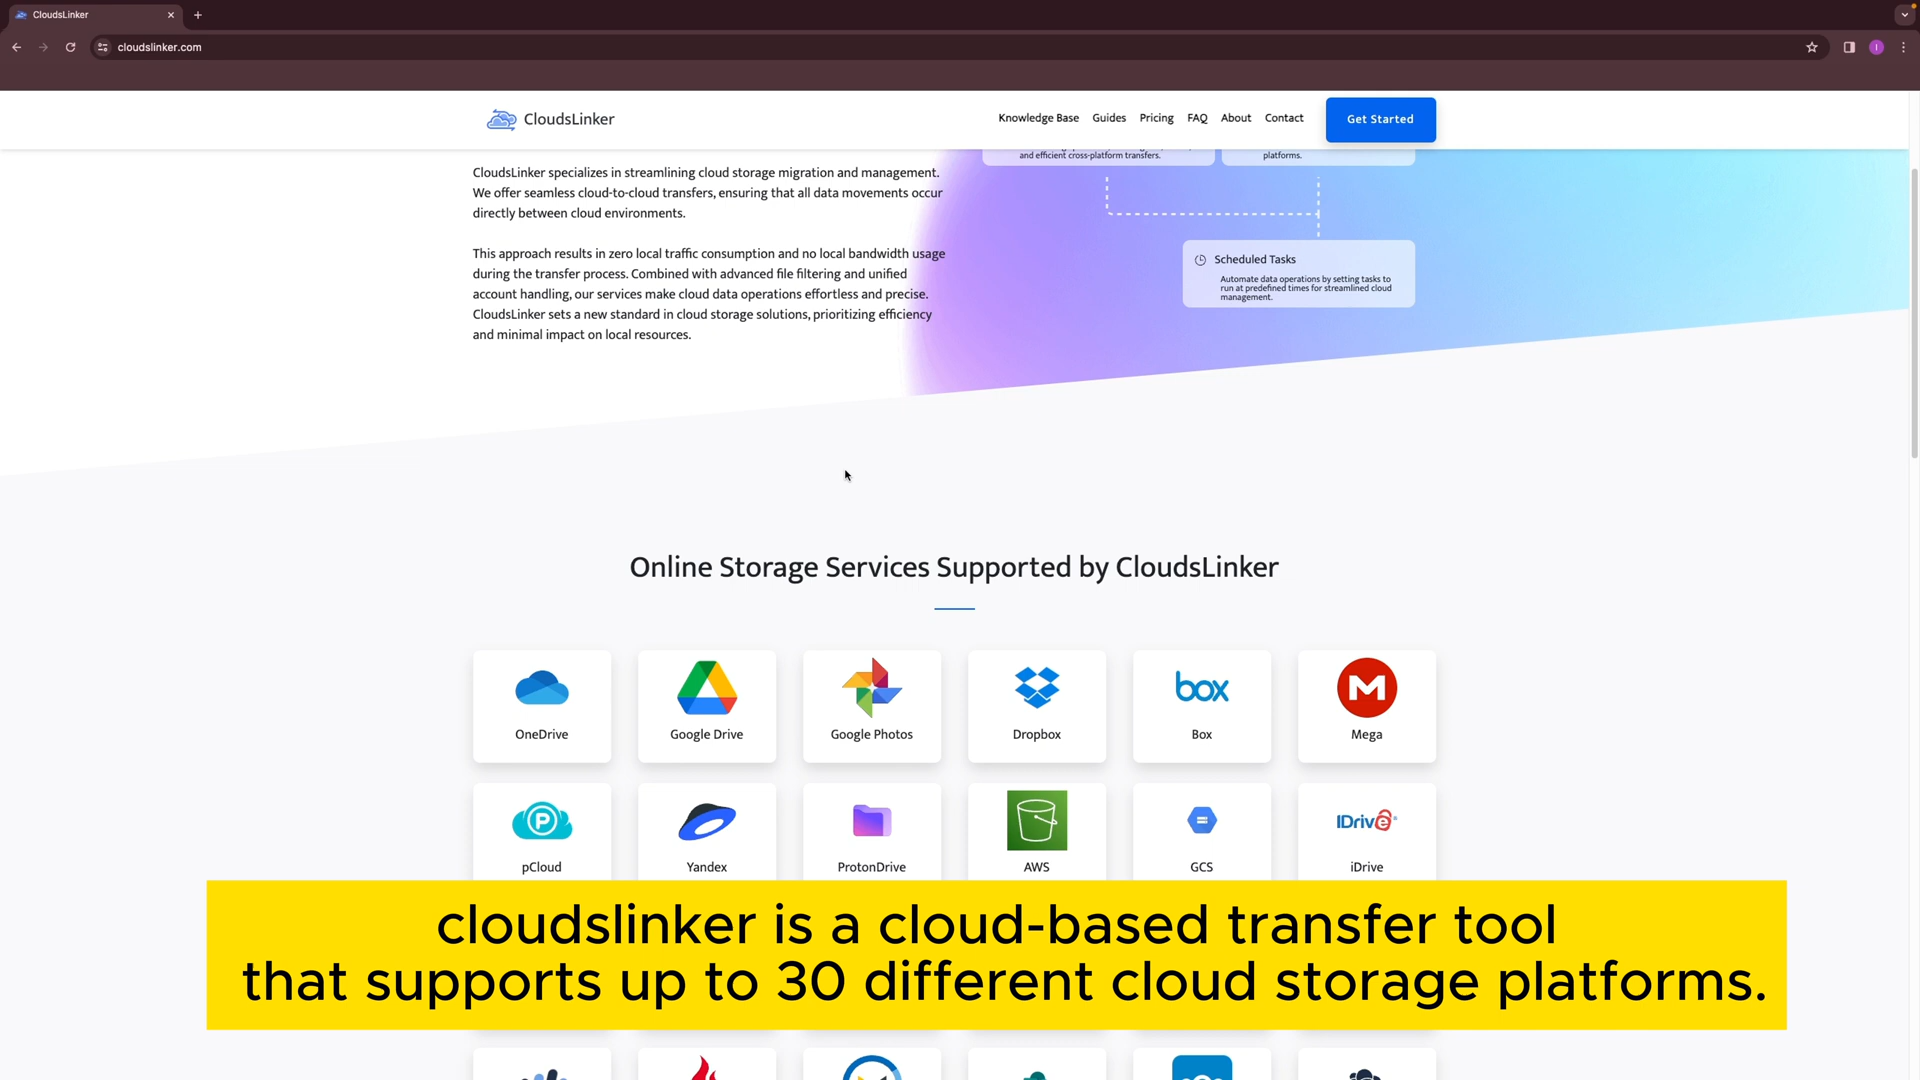 CloudsLinker
cloudslinker.com
CloudsLinker
Knowledge Base Guides Pricing FAQ About Contact Get Started
and efficient cross-platform transfers.
platforms.
CloudsLinker specializes in streamlining cloud storage migration and management.
We offer seamless cloud-to-cloud transfers, ensuring that all data movements occur
directly between cloud environments.
This approach results in zero local traffic consumption and no local bandwidth usage
during the transfer process. Combined with advanced file filtering and unified
account handling, our services make cloud data operations effortless and precise.
CloudsLinker sets a new standard in cloud storage solutions, prioritizing efficiency
and minimal impact on local resources.
Scheduled Tasks
Automate data operations by setting tasks to
run at predefined times for streamlined cloud
management.
Online Storage Services Supported by CloudsLinker
box
M
OneDrive Google Drive Google Photos Dropbox Box Mega
P
IDrive
pCloud Yandex ProtonDrive AWS GCS iDrive
cloudslinker is a cloud-based transfer tool
that supports up to 30 different cloud storage platforms.